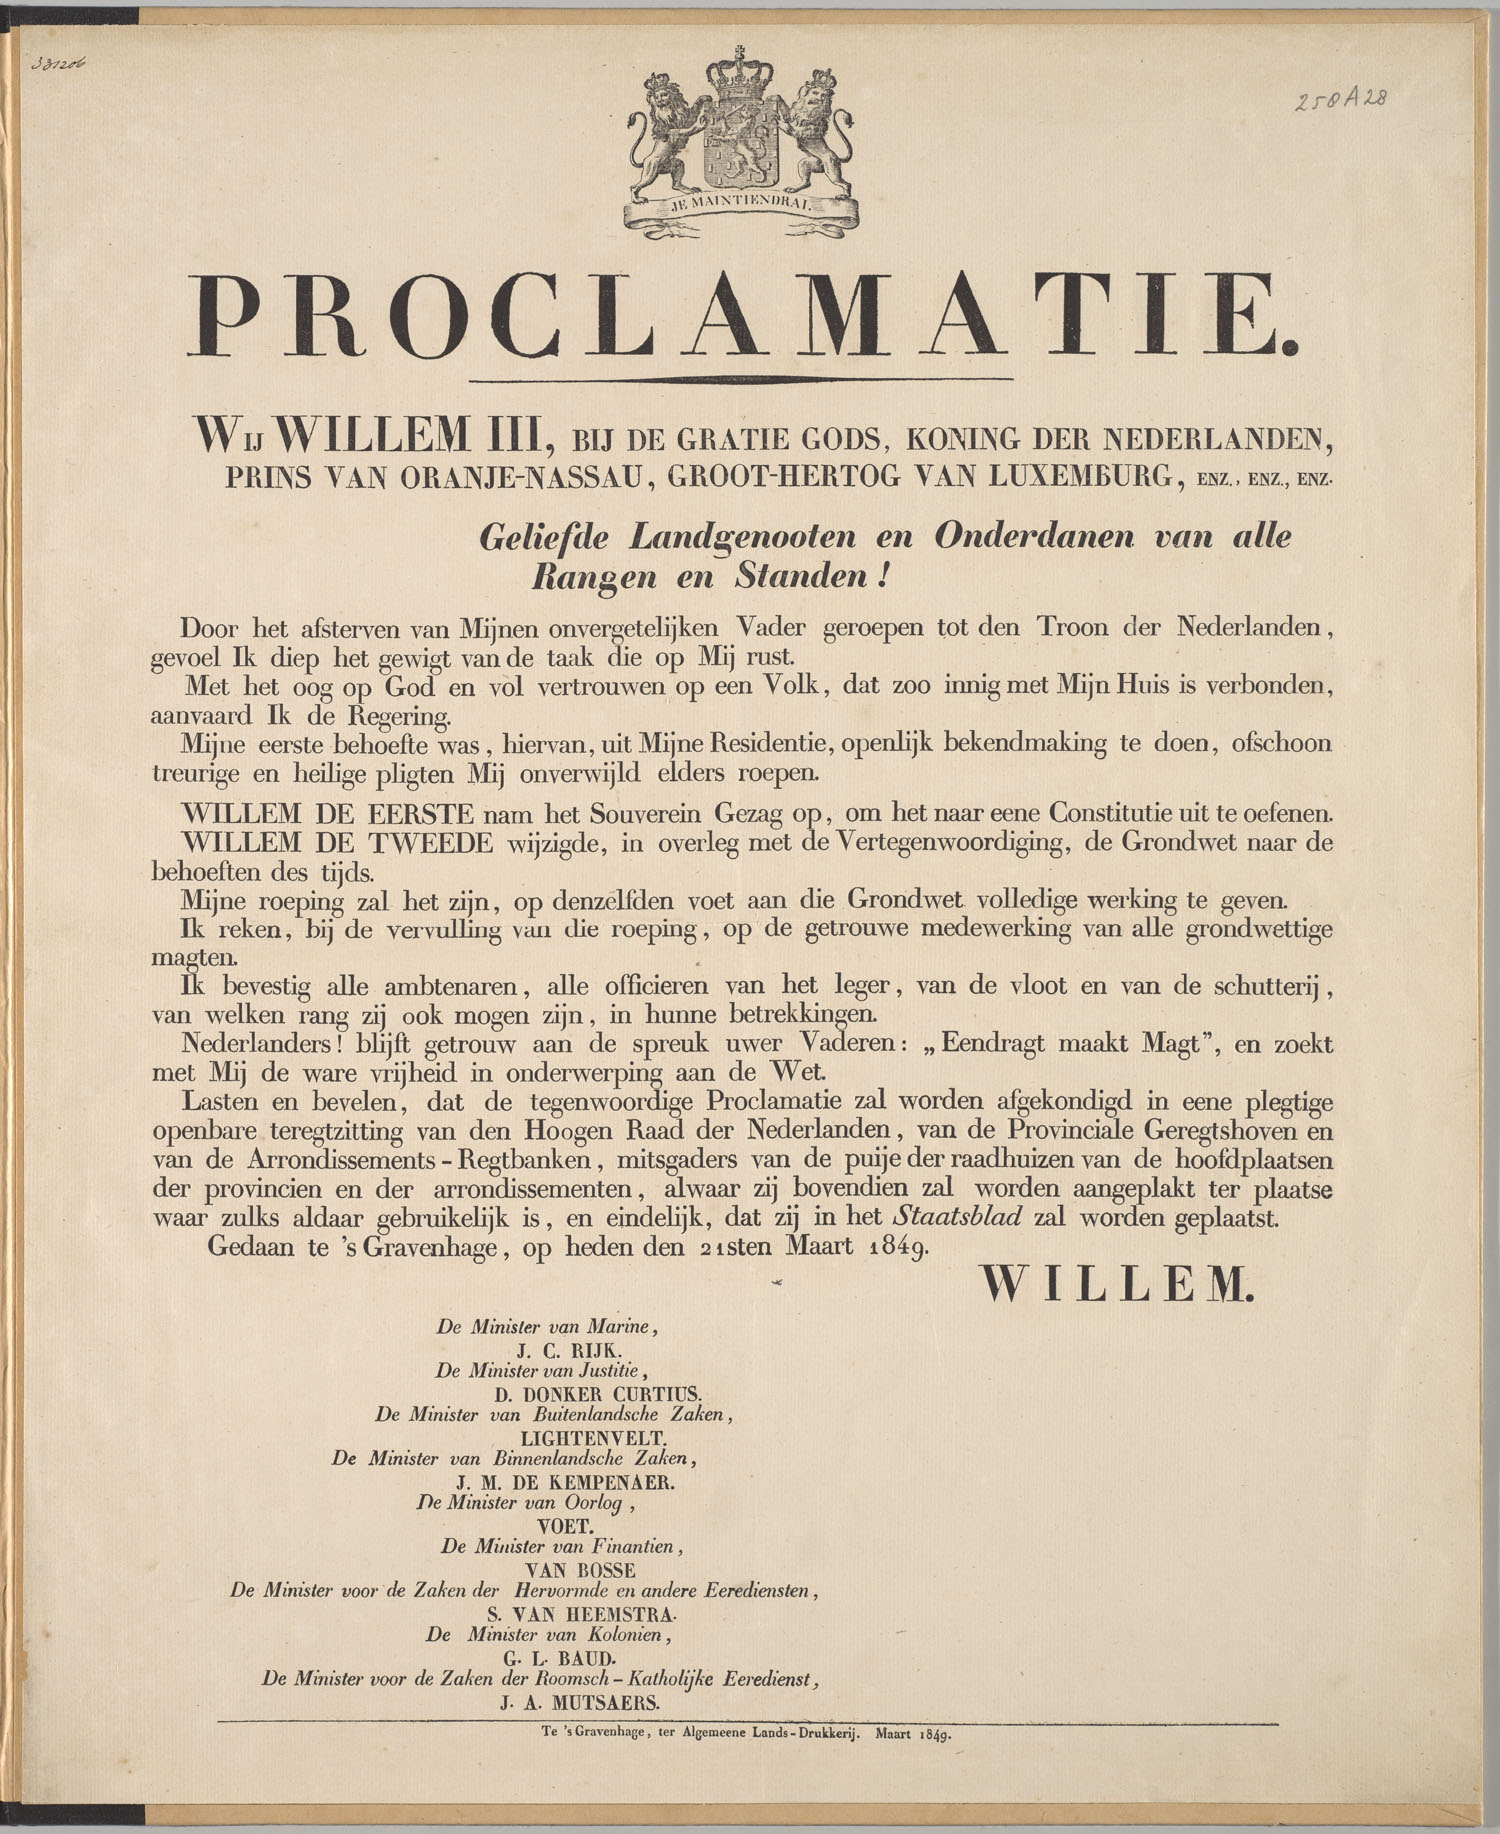 331206
258 A 28
JE MAINTIENDRAI.
PROCLAMATIE.
WIJ WILLEM III, BIJ DE GRATIE GODS, KONING DER NEDERLANDEN,
PRINS VAN ORANJE-NASSAU, GROOT-HERTOG VAN LUXEMBURG, ENZ., ENZ., ENZ.
Geliefde Landgenooten en Onderdanen van alle
Rangen en Standen!
Door het afsterven van Mijnen onvergetelijken Vader geroepen tot den Troon der Nederlanden,
gevoel Ik diep het gewigt van de taak die op Mij rust.
Met het oog op God en vol vertrouwen op een Volk, dat zoo innig met Mijn Huis is verbonden,
aanvaard Ik de Regering.
Mijne eerste behoefte was, hiervan, uit Mijne Residentie, openlijk bekendmaking te doen, ofschoon
treurige en heilige pligten Mij onverwijld elders roepen.
WILLEM DE EERSTE nam het Souverein Gezag op, om het naar eene Constitutie uit te oefenen.
WILLEM DE TWEEDE wijzigde, in overleg met de Vertegenwoordiging, de Grondwet naar de
behoeften des tijds.
Mijne roeping zal het zijn, op denzelfden voet aan die Grondwet volledige werking te geven.
Ik reken, bij de vervulling van die roeping, op de getrouwe medewerking van alle grondwettige
magten.
Ik bevestig alle ambtenaren, alle officieren van het leger, van de vloot en van de schutterij,
van welken rang zij ook mogen zijn, in hunne betrekkingen.
Nederlanders! blijft getrouw aan de spreuk uwer Vaderen: „Eendragt maakt Magt”, en zoekt
met Mij de ware vrijheid in onderwerping aan de Wet.
Lasten en bevelen, dat de tegenwoordige Proclamatie zal worden afgekondigd in eene plegtige
openbare teregtzitting van den Hoogen Raad der Nederlanden, van de Provinciale Geregtshoven en
van de Arrondissements-Regtbanken, mitsgaders van de puije der raadhuizen van de hoofdplaatsen
der provincien en der arrondissementen, alwaar zij bovendien zal worden aangeplakt ter plaatse
waar zulks aldaar gebruikelijk is, en eindelijk, dat zij in het Staatsblad zal worden geplaatst.
Gedaan te 's Gravenhage, op heden den 21sten Maart 1849.
WILLEM.
De Minister van Marine,
J. C. RIJK.
De Minister van Justitie,
D. DONKER CURTIUS.
De Minister van Buitenlandsche Zaken,
LIGHTENVELT.
De Minister van Binnenlandsche Zaken,
J. M. DE KEMPENAER.
De Minister van Oorlog,
VOET.
De Minister van Finantien,
VAN BOSSE
De Minister voor de Zaken der Hervormde en andere Eerediensten,
S. VAN HEEMSTRA.
De Minister van Kolonien,
G. L. BAUD.
De Minister voor de Zaken der Roomsch-Katholijke Eeredienst,
J. A. MUTSAERS.
Te 's Gravenhage, ter Algemeene Lands-Drukkerij. Maart 1849.